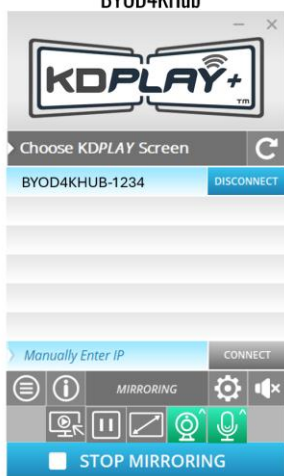 BYOD4KHub
KDPLAY+
TM
Choose KDPLAY Screen
BYOD4KHUB-1234 DISCONNECT
Manually Enter IP CONNECT
MIRRORING
STOP MIRRORING